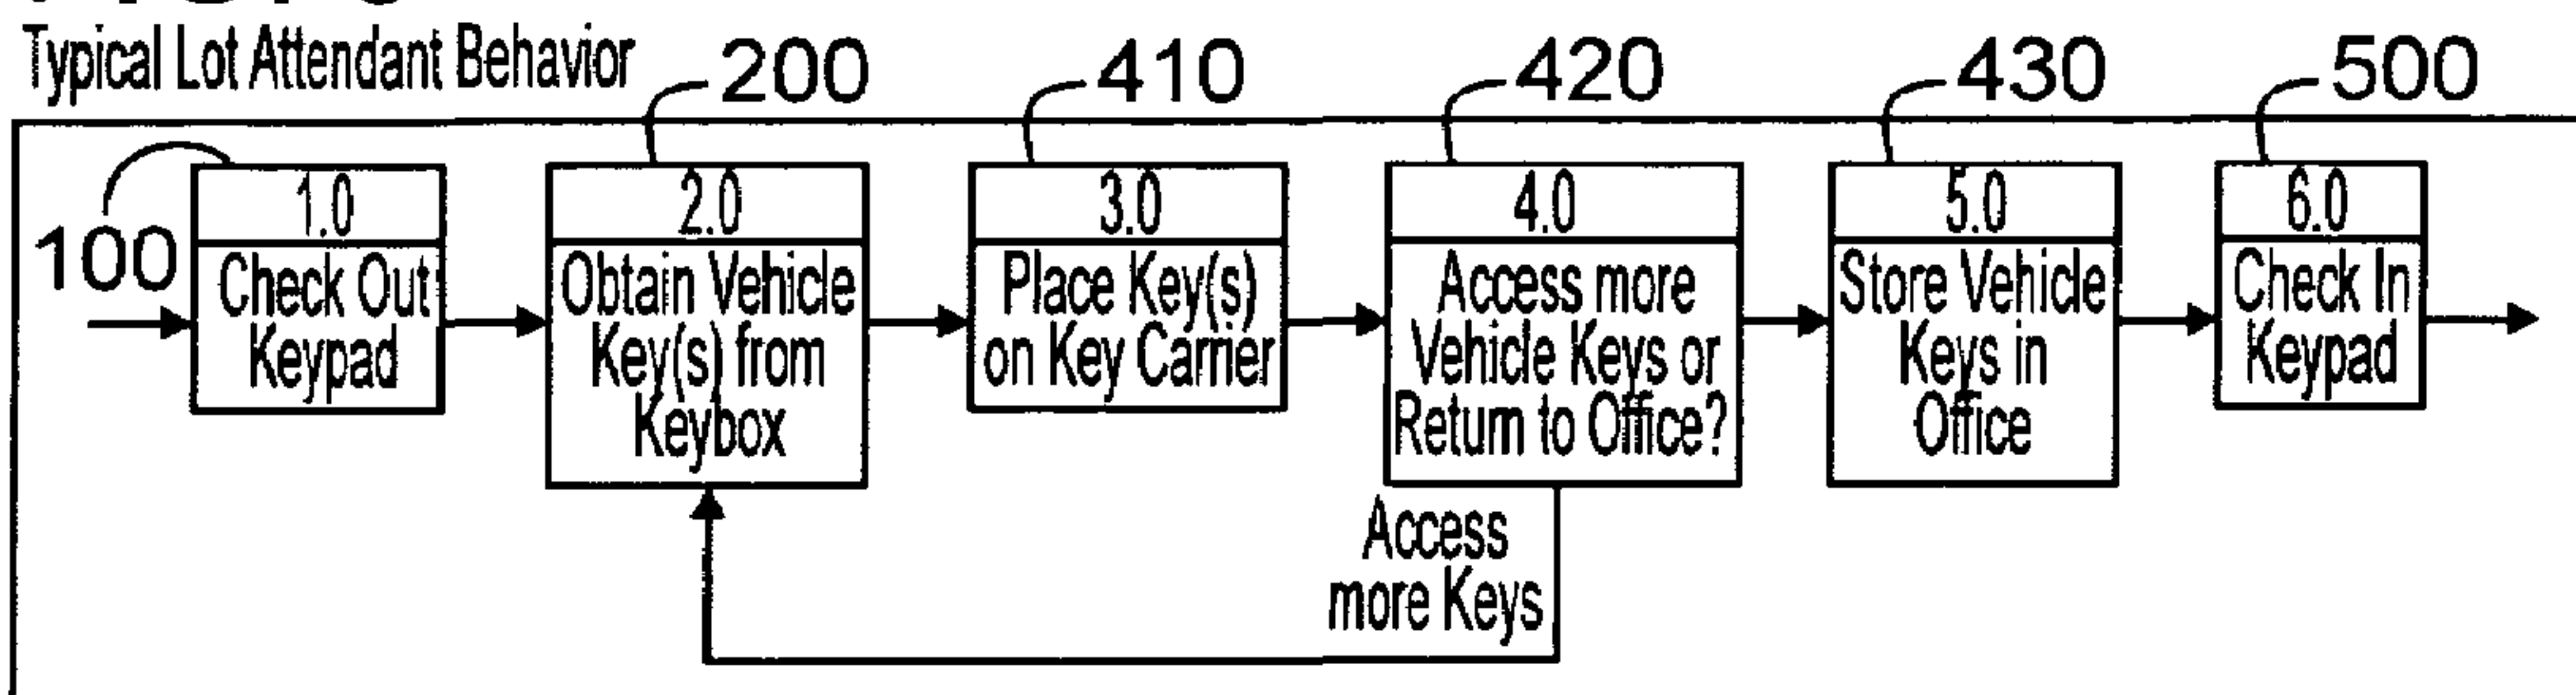 Typical Lot Attendant Behavior
200
410
420
430
500
100
1.0
Check Out
Keypad
2.0
Obtain Vehicle
Key(s) from
Keybox
3.0
Place Key(s)
on Key Carrier
4.0
Access more
Vehicle Keys or
Return to Office?
5.0
Store Vehicle
Keys in
Office
6.0
Check In
Keypad
Access
more Keys